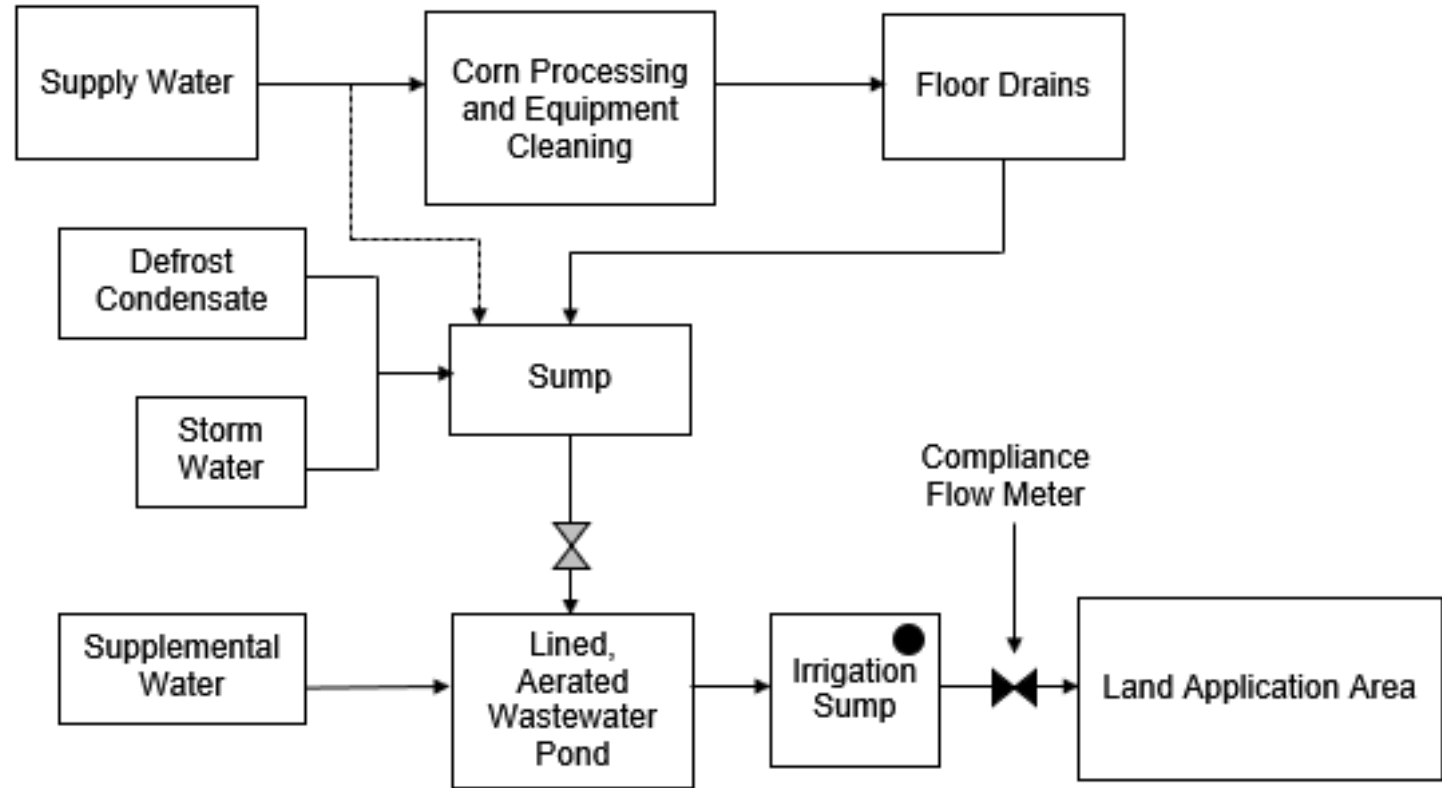 Supply Water
Corn Processing
and Equipment
Cleaning
Floor Drains
Defrost
Condensate
Sump
Storm
Water
Compliance
Flow Meter
Supplemental
Water
Lined,
Aerated
Wastewater
Pond
Irrigation
Sump
Land Application Area